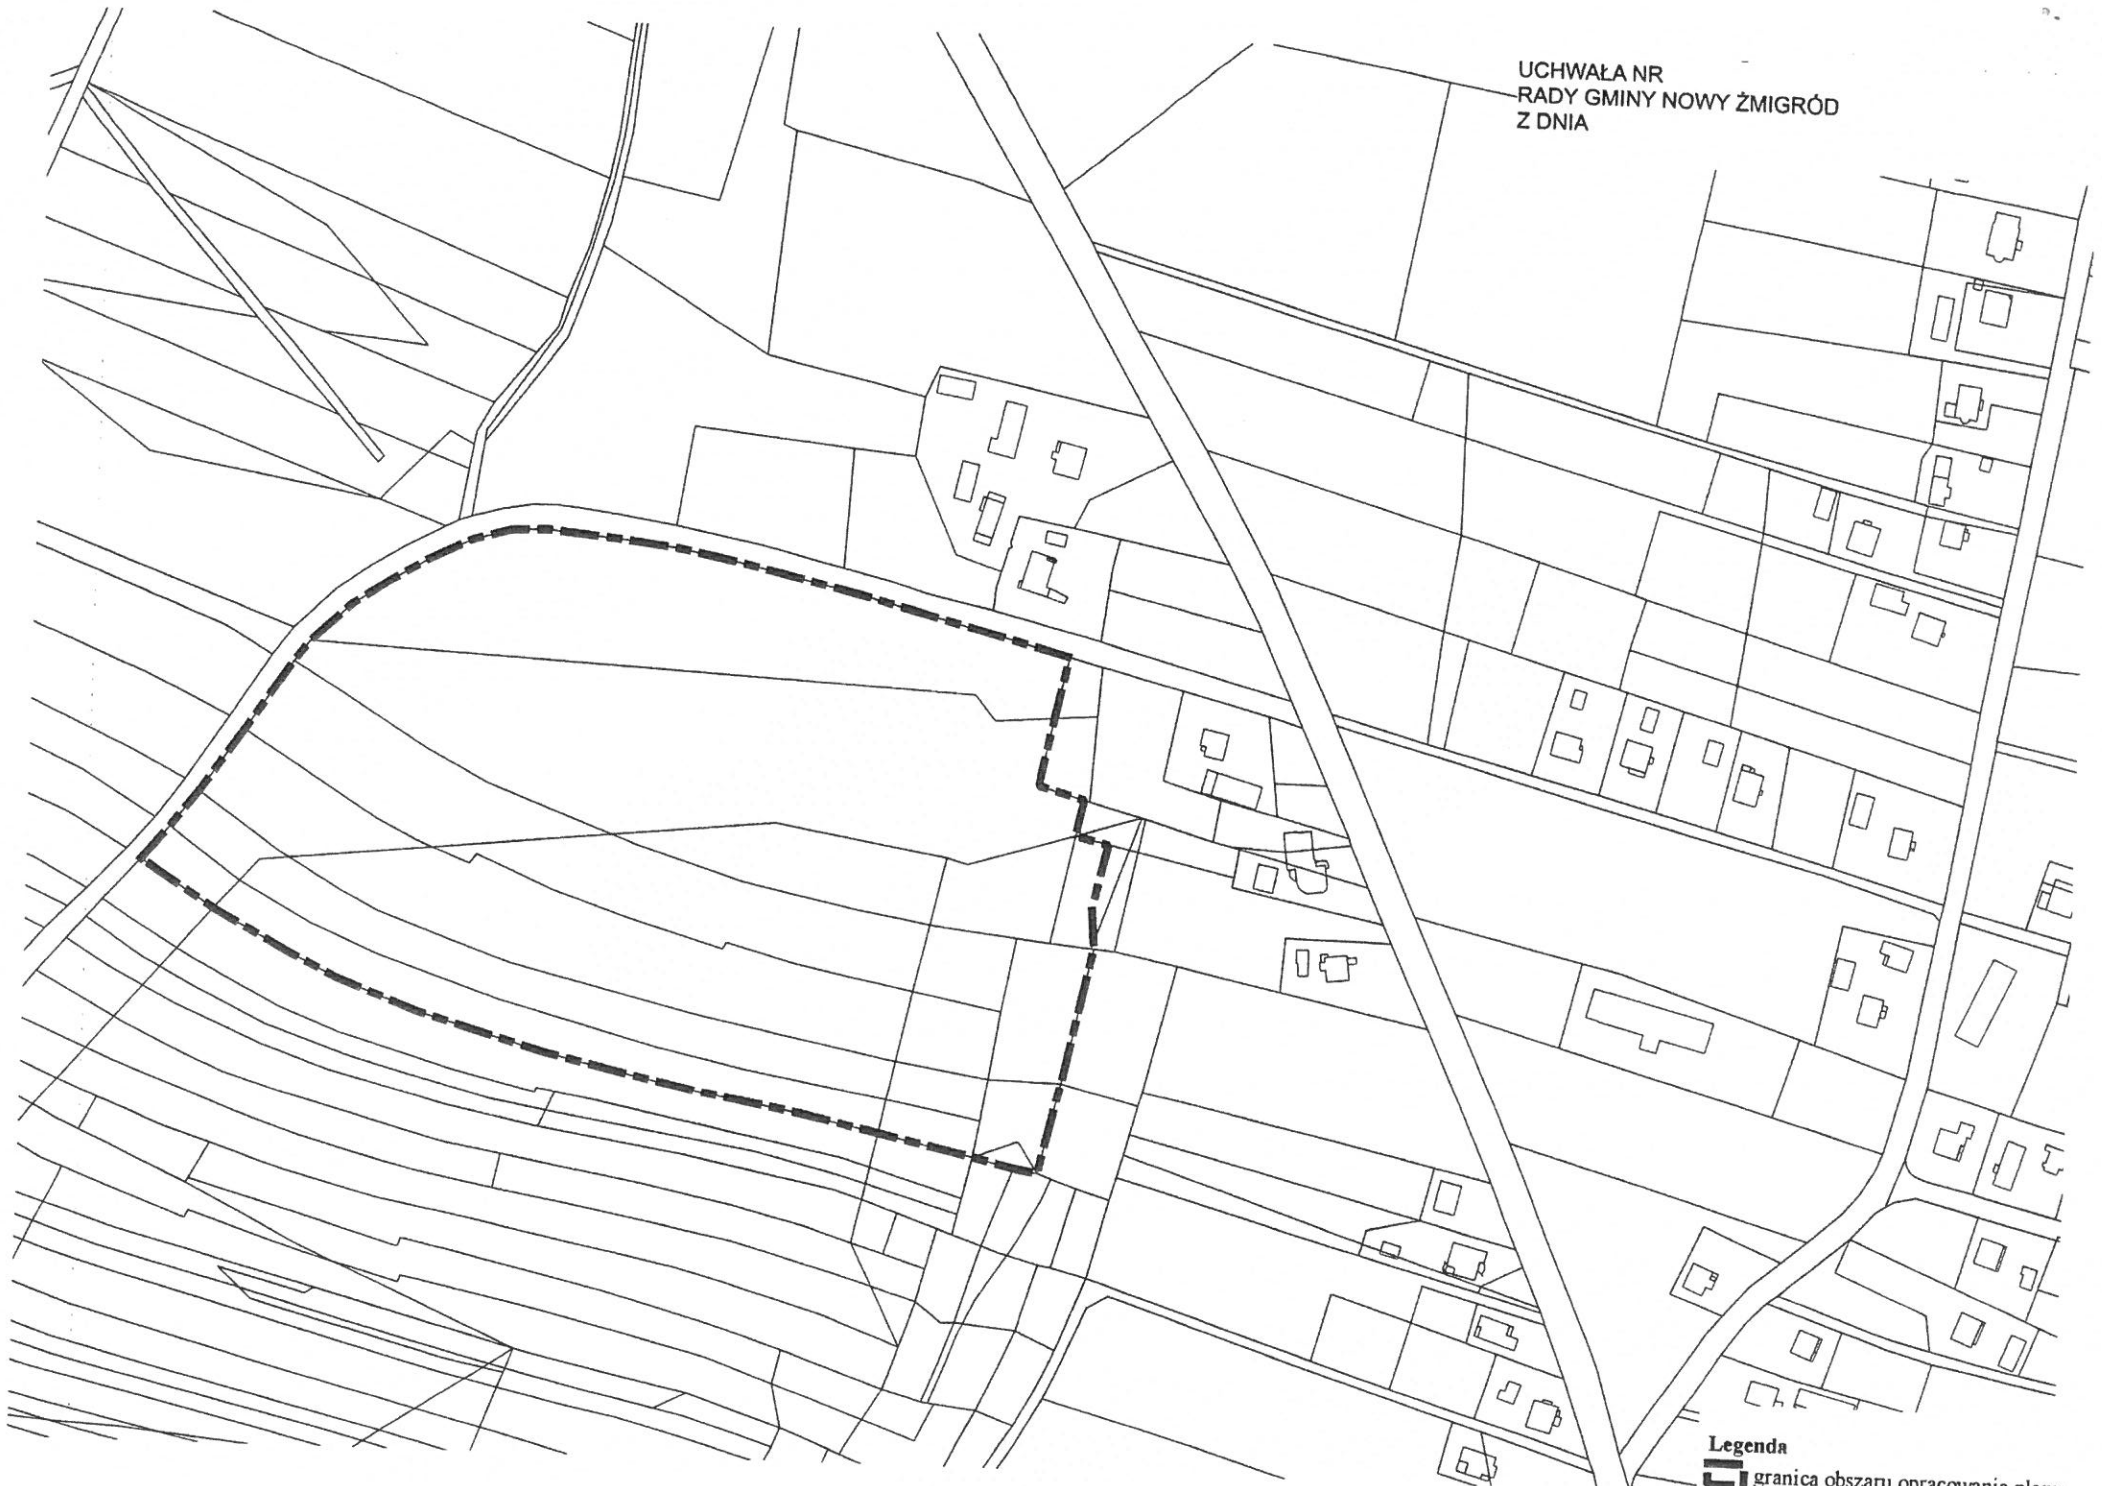 UCHWAŁA NR
RADY GMINY NOWY ŻMIGRÓD
Z DNIA
Legenda
granica obszaru opracowania